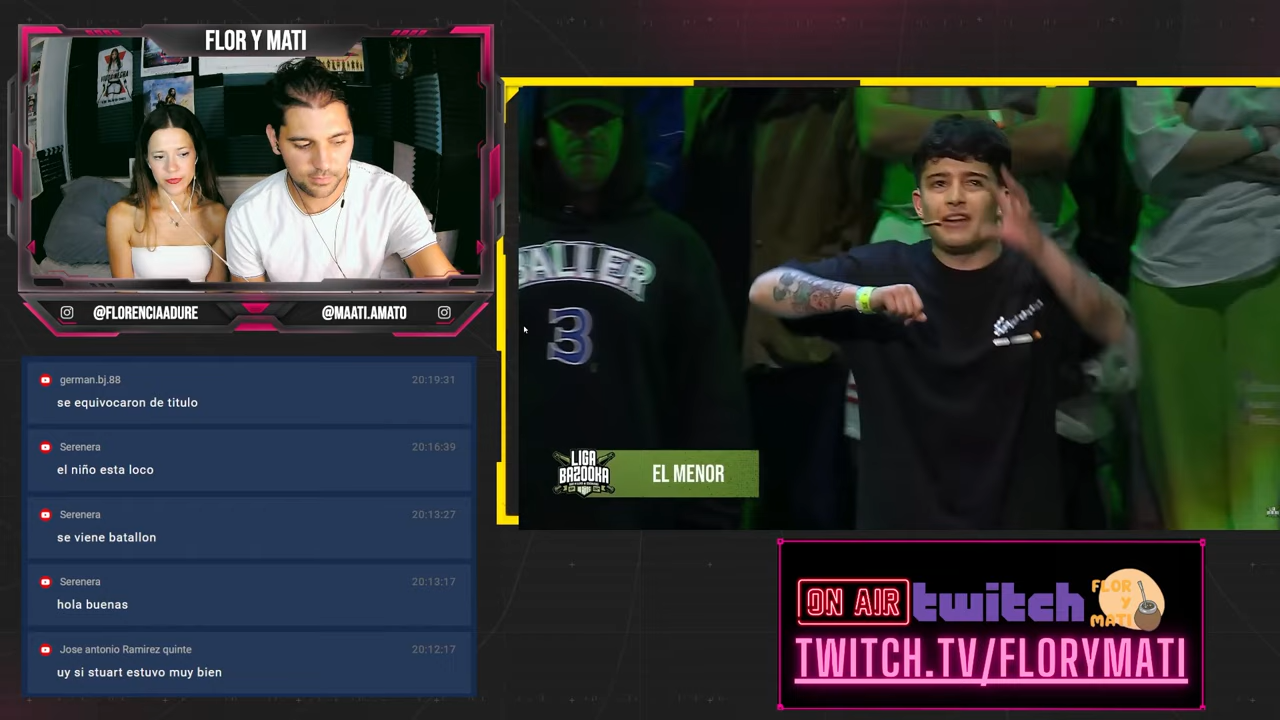 FLOR Y MATI
@FLORENCIAADURE
@MAATI.AMATO
german.bj.88
20:19:31
se equivocaron de titulo
Serenera
20:16:39
el niño esta loco
Serenera
20:13:27
se viene batallon
Serenera
20:13:17
hola buenas
Jose antonio Ramirez quinte
20:12:17
uy si stuart estuvo muy bien
BALLER
3
LIGA
BAZOOKA
EL MENOR
ON AIR
twitch
FLOR
Y
MATI
TWITCH.TV/FLORYMATI